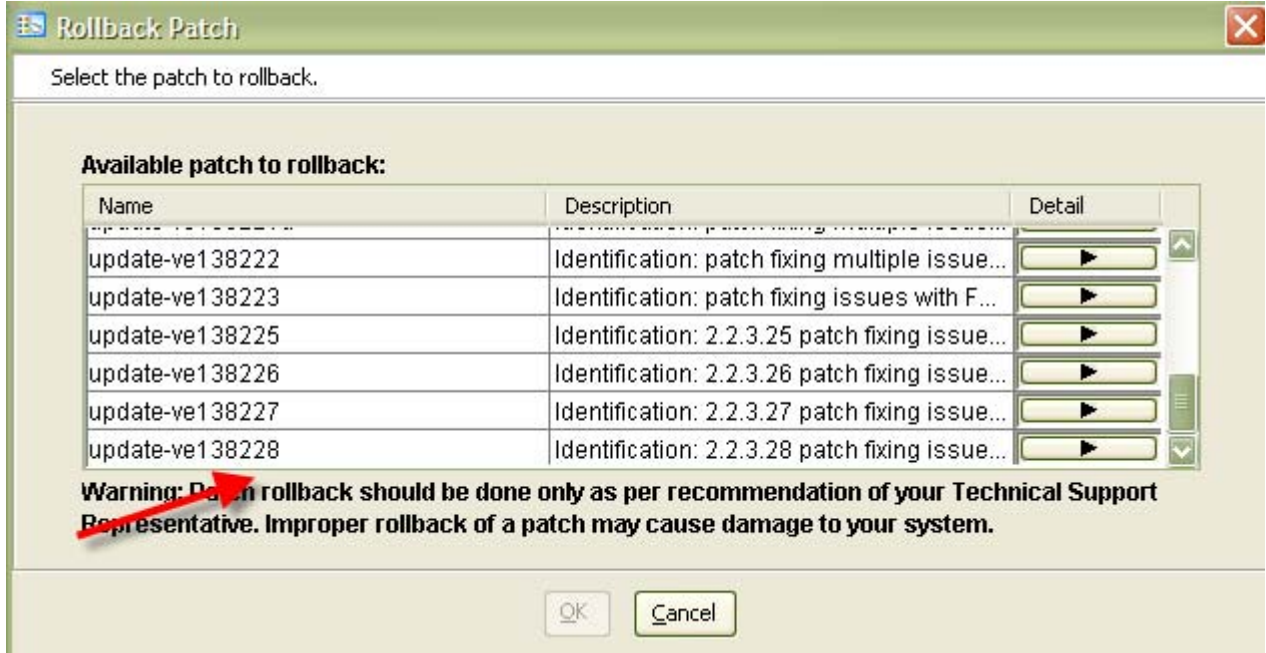 Rollback Patch
Select the patch to rollback.
Available patch to rollback:
Name Description Detail
update-ve138222 Identification: patch fixing multiple issue...
update-ve138223 Identification: patch fixing issues with F...
update-ve138225 Identification: 2.2.3.25 patch fixing issue...
update-ve138226 Identification: 2.2.3.26 patch fixing issue...
update-ve138227 Identification: 2.2.3.27 patch fixing issue...
update-ve138228 Identification: 2.2.3.28 patch fixing issue...
Warning: Patch rollback should be done only as per recommendation of your Technical Support
Representative. Improper rollback of a patch may cause damage to your system.
OK Cancel